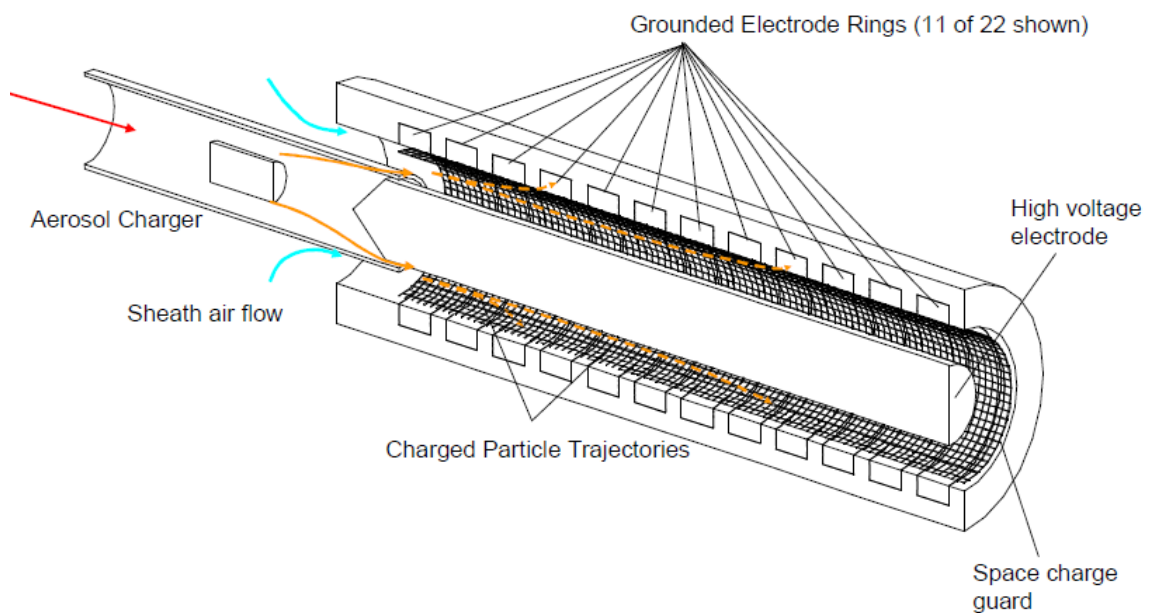 Grounded Electrode Rings (11 of 22 shown)
Aerosol Charger
High voltage
electrode
Sheath air flow
Charged Particle Trajectories
Space charge
guard